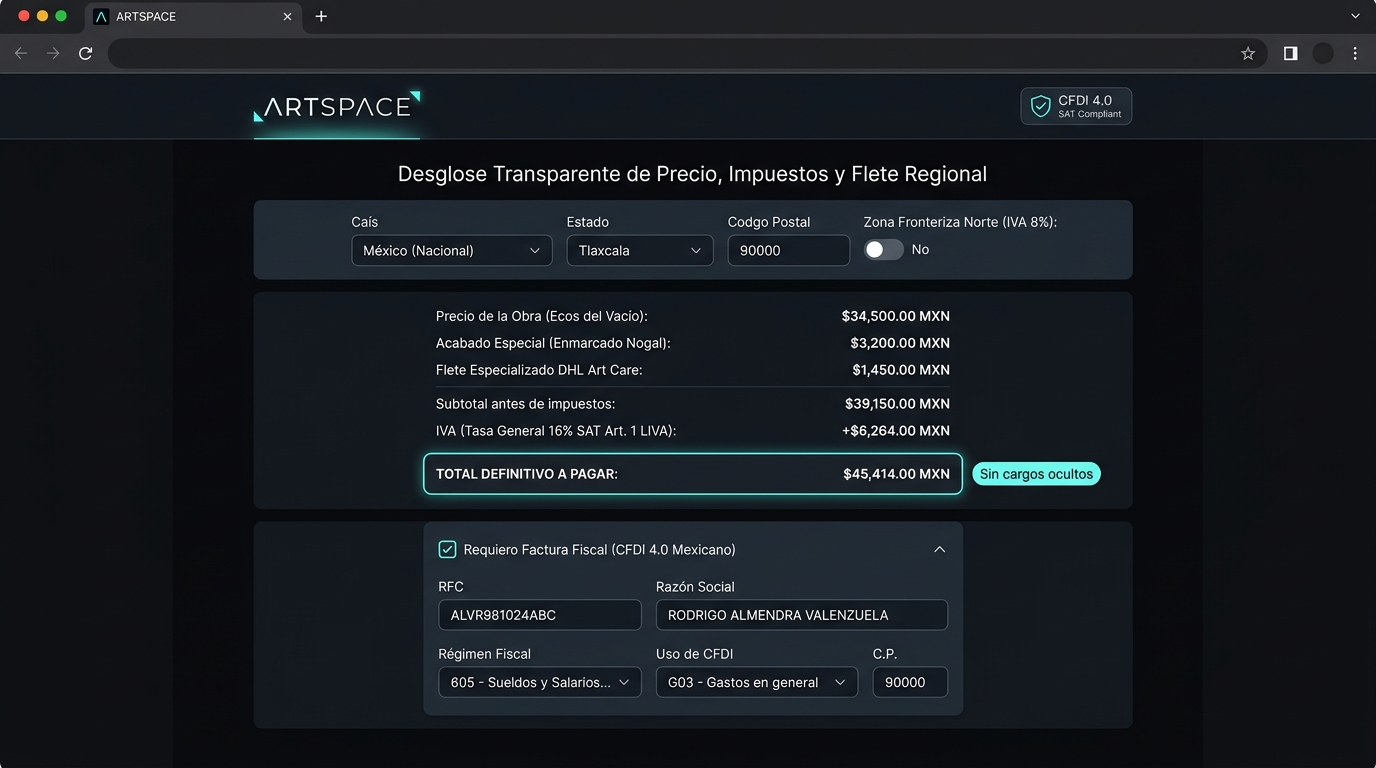 ARTSPACE
ARTSPACE
CFDI 4.0
SAT Compliant
Desglose Transparente de Precio, Impuestos y Flete Regional
Caís Estado Codgo Postal Zona Fronteriza Norte (IVA 8%):
México (Nacional) Tlaxcala 90000 No
Precio de la Obra (Ecos del Vacío): $34,500.00 MXN
Acabado Especial (Enmarcado Nogal): $3,200.00 MXN
Flete Especializado DHL Art Care: $1,450.00 MXN
Subtotal antes de impuestos: $39,150.00 MXN
IVA (Tasa General 16% SAT Art. 1 LIVA): +$6,264.00 MXN
TOTAL DEFINITIVO A PAGAR: $45,414.00 MXN Sin cargos ocultos
Requiero Factura Fiscal (CFDI 4.0 Mexicano)
RFC Razón Social
ALVR981024ABC RODRIGO ALMENDRA VALENZUELA
Régimen Fiscal Uso de CFDI C.P.
605 - Sueldos y Salarios... G03 - Gastos en general 90000